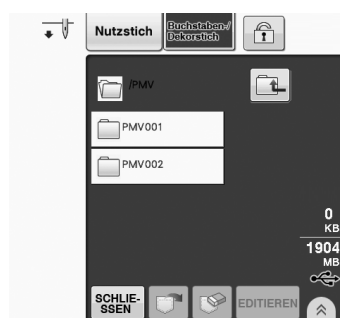 Nutzstich
Buchstaben-/
Dekorstich
/PMV
PMV001
PMV002
0
KB
1904
MB
SCHLIE-
SSEN
EDITIEREN